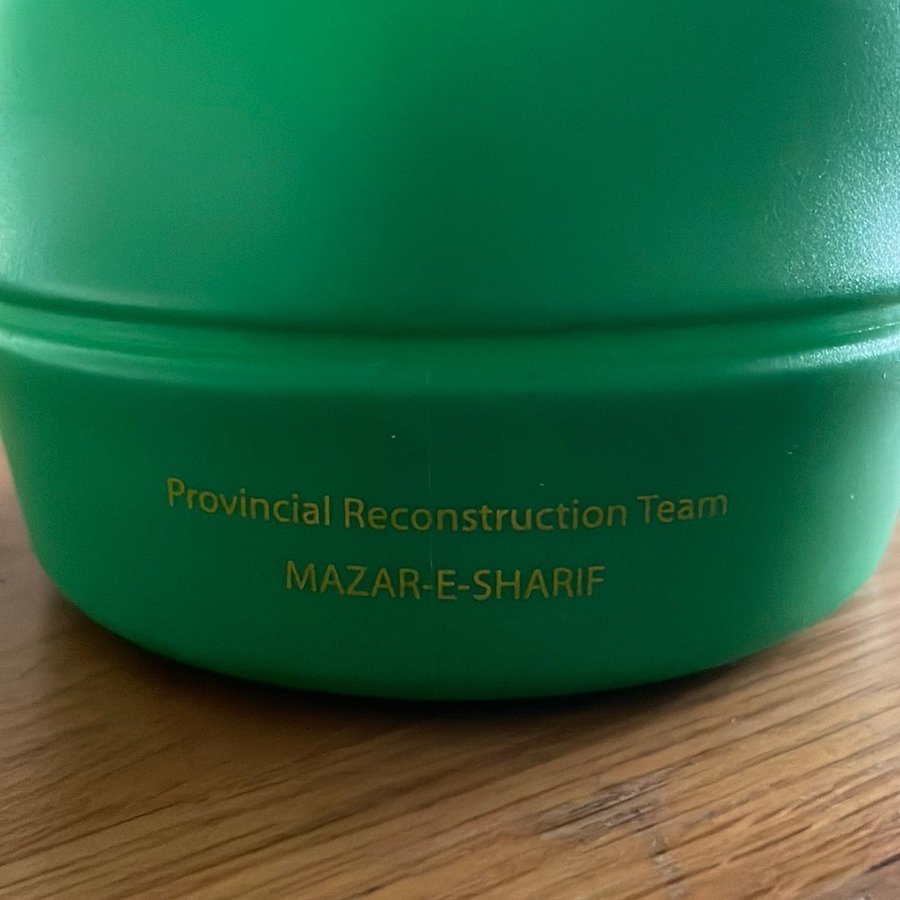 Provincial Reconstruction Team
MAZAR-E-SHARIF